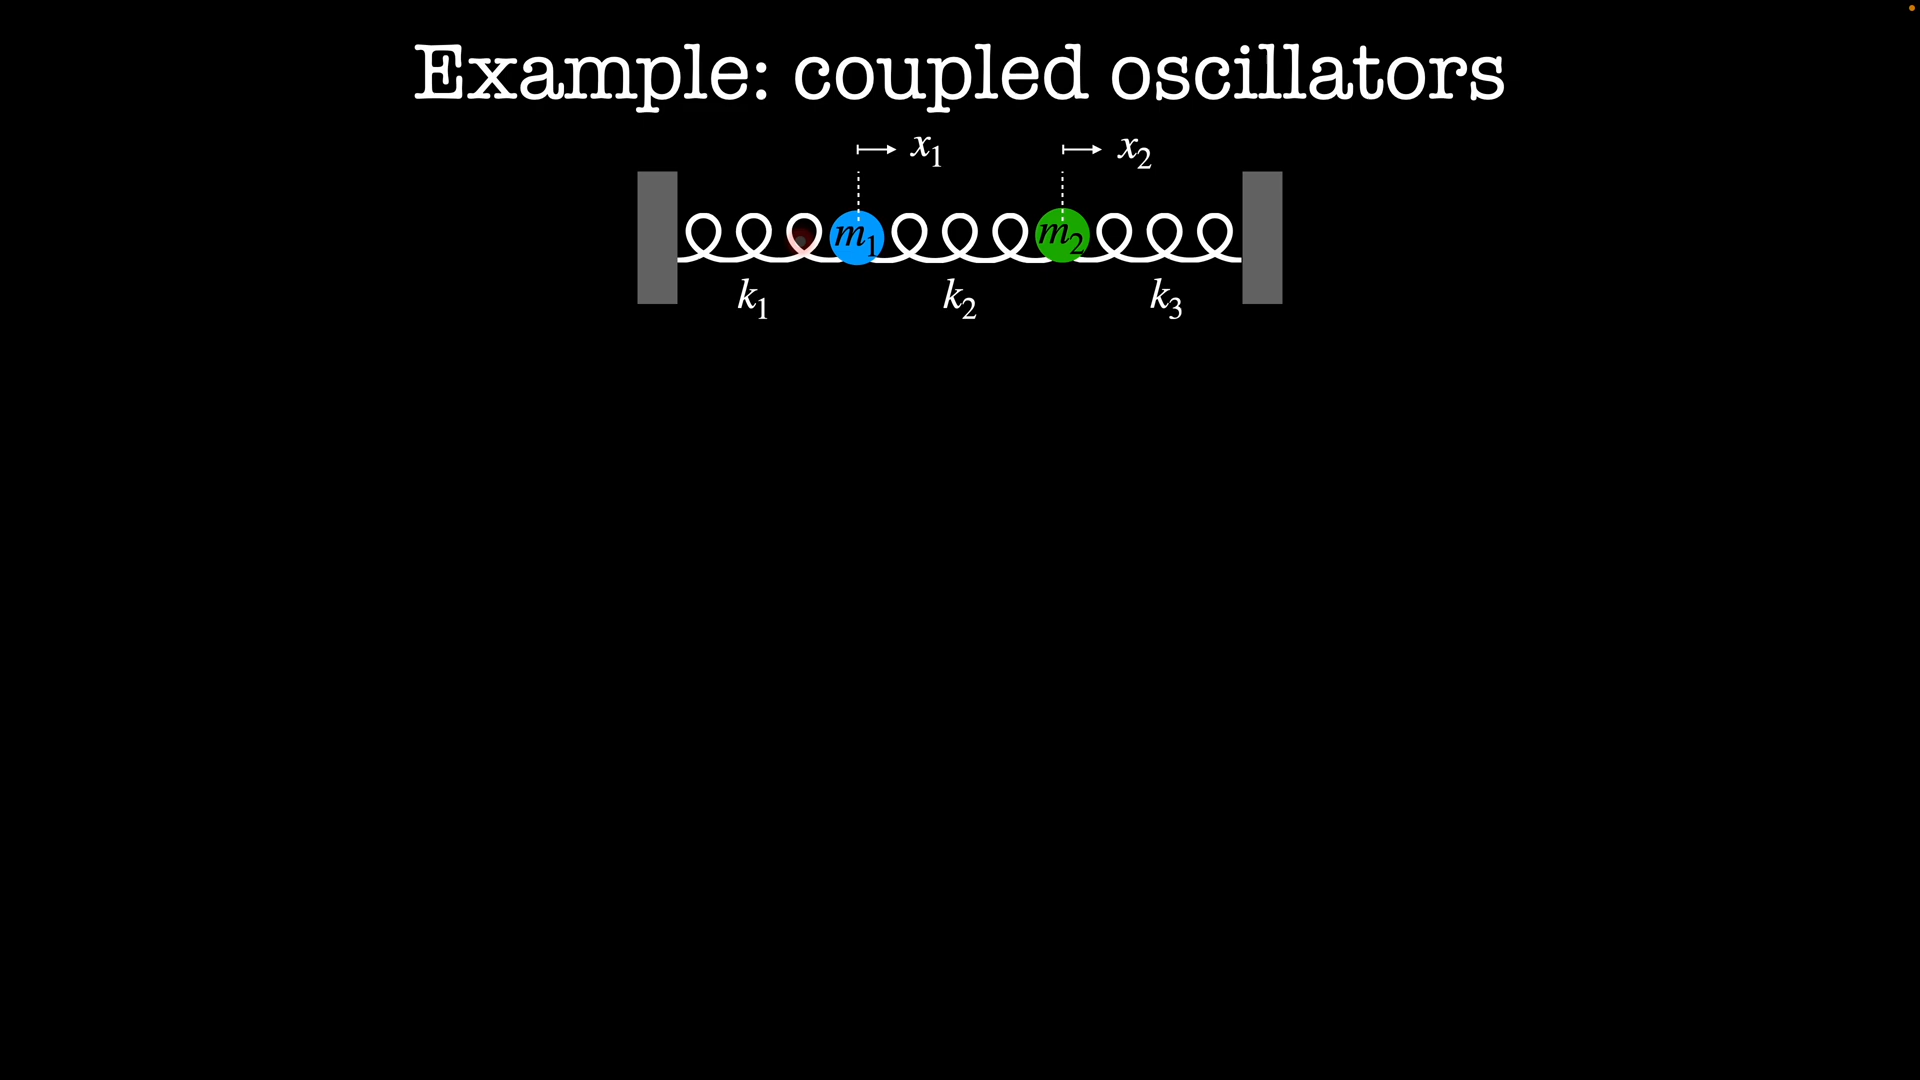 Example: coupled oscillators
x₁ x₂
m₁ m₂
k₁ k₂ k₃